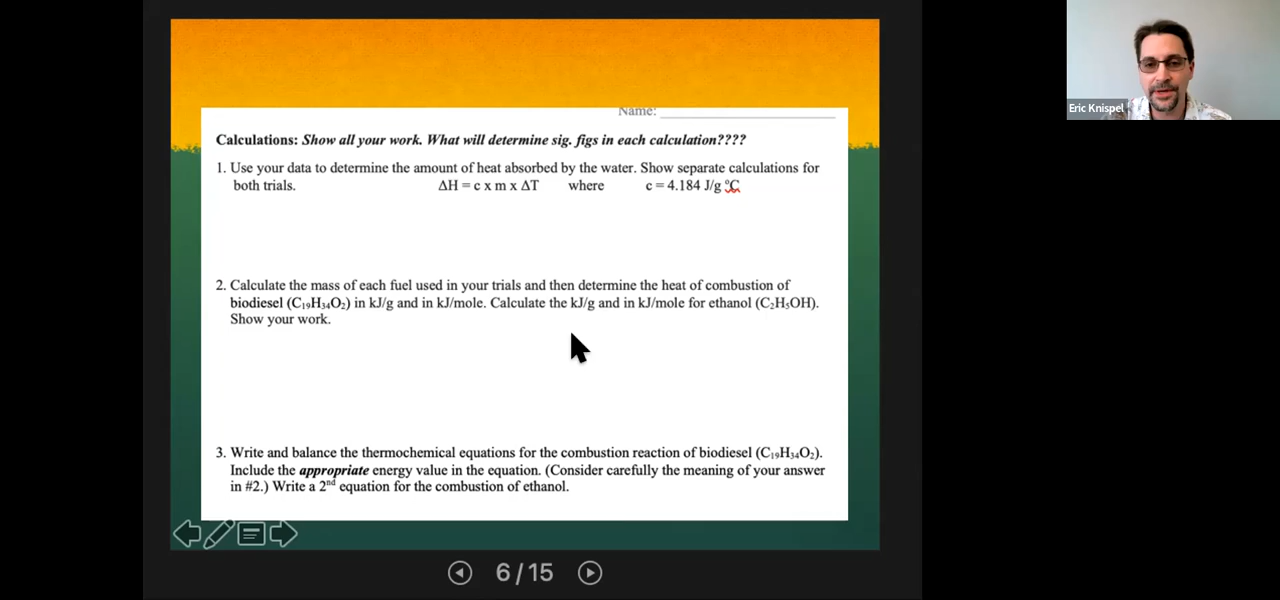 Name:
Calculations: Show all your work. What will determine sig. figs in each calculation????
1. Use your data to determine the amount of heat absorbed by the water. Show separate calculations for
both trials. ΔH = c x m x ΔT where c = 4.184 J/g °C
2. Calculate the mass of each fuel used in your trials and then determine the heat of combustion of
biodiesel (C₁₉H₃₄O₂) in kJ/g and in kJ/mole. Calculate the kJ/g and in kJ/mole for ethanol (C₂H₅OH).
Show your work.
3. Write and balance the thermochemical equations for the combustion reaction of biodiesel (C₁₉H₃₄O₂).
Include the appropriate energy value in the equation. (Consider carefully the meaning of your answer
in #2.) Write a 2ⁿᵈ equation for the combustion of ethanol.
6/15
Eric Knispel